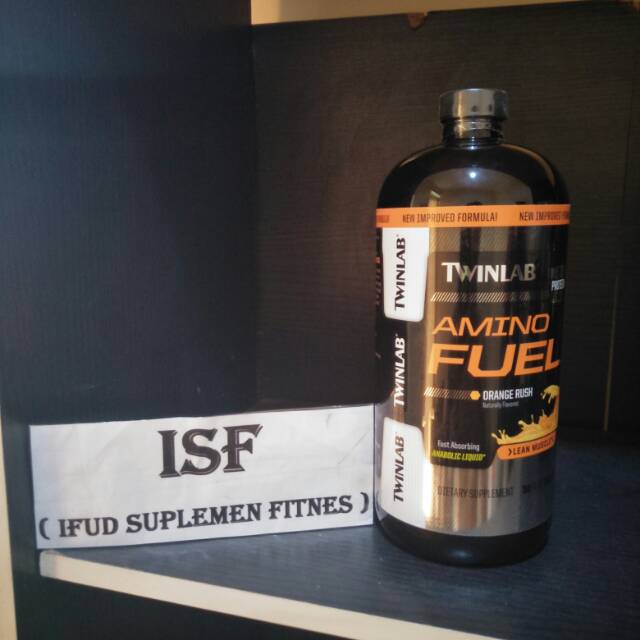 NEW IMPROVED FORMULA!
NEW IMPROVED
TWINLAB
TWINLAB
TWINLAB
TWINLAB
AMINO
FUEL
ORANGE RUSH
Naturally Flavored
Fast Absorbing
ANABOLIC LIQUID
LEAN MUSCLE
DIETARY SUPPLEMENT
ISF
( IFUD SUPLEMEN FITNES )